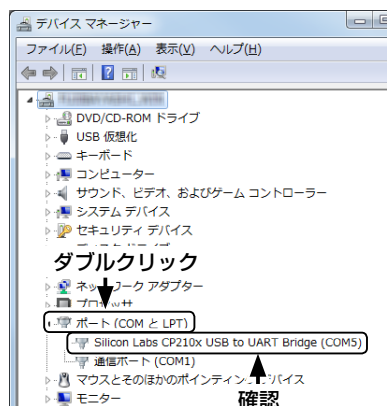 デバイス マネージャー
ファイル(F) 操作(A) 表示(V) ヘルプ(H)
DVD/CD-ROM ドライブ
USB 仮想化
キーボード
コンピューター
サウンド、ビデオ、およびゲーム コントローラー
システム デバイス
セキュリティ デバイス
ダブルクリック
ネットワーク アダプター
プロセッサ
ポート (COM と LPT)
Silicon Labs CP210x USB to UART Bridge (COM5)
通信ポート (COM1)
マウスとそのほかのポインティング デバイス
モニター
確認